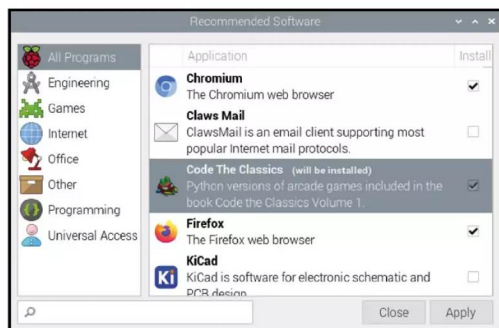 Recommended Software
All Programs
Engineering
Games
Internet
Office
Other
Programming
Universal Access
Application
Install
Chromium
The Chromium web browser
Claws Mail
ClawsMail is an email client supporting most
popular Internet mail protocols.
Code The Classics (will be installed)
Python versions of arcade games included in the
book Code the Classics Volume 1.
Firefox
The Firefox web browser
Ki
KiCad
KiCad is software for electronic schematic and
PCB design
Close
Apply